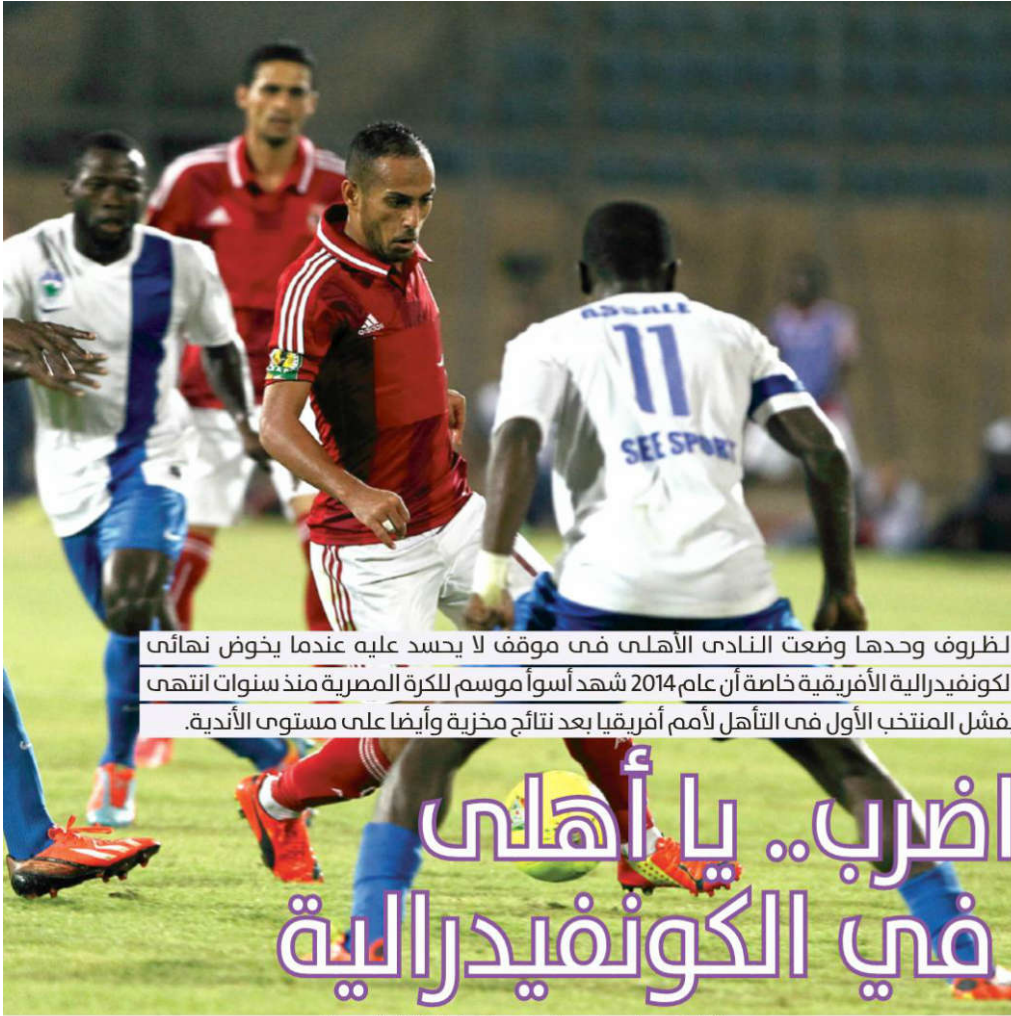 ASSALE
11
SEE SPORT
لظروف وحدها وضعت النادى الأهلى فى موقف لا يحسد عليه عندما يخوض نهائى
لكونفيدرالية الأفريقية خاصة أن عام 2014 شهد أسوأ موسم للكرة المصرية منذ سنوات انتهى
بفشل المنتخب الأول فى التأهل لأمم أفريقيا بعد نتائج مخزية وأيضا على مستوى الأندية.
اضرب.. يا أهلى
في الكونفيدرالية